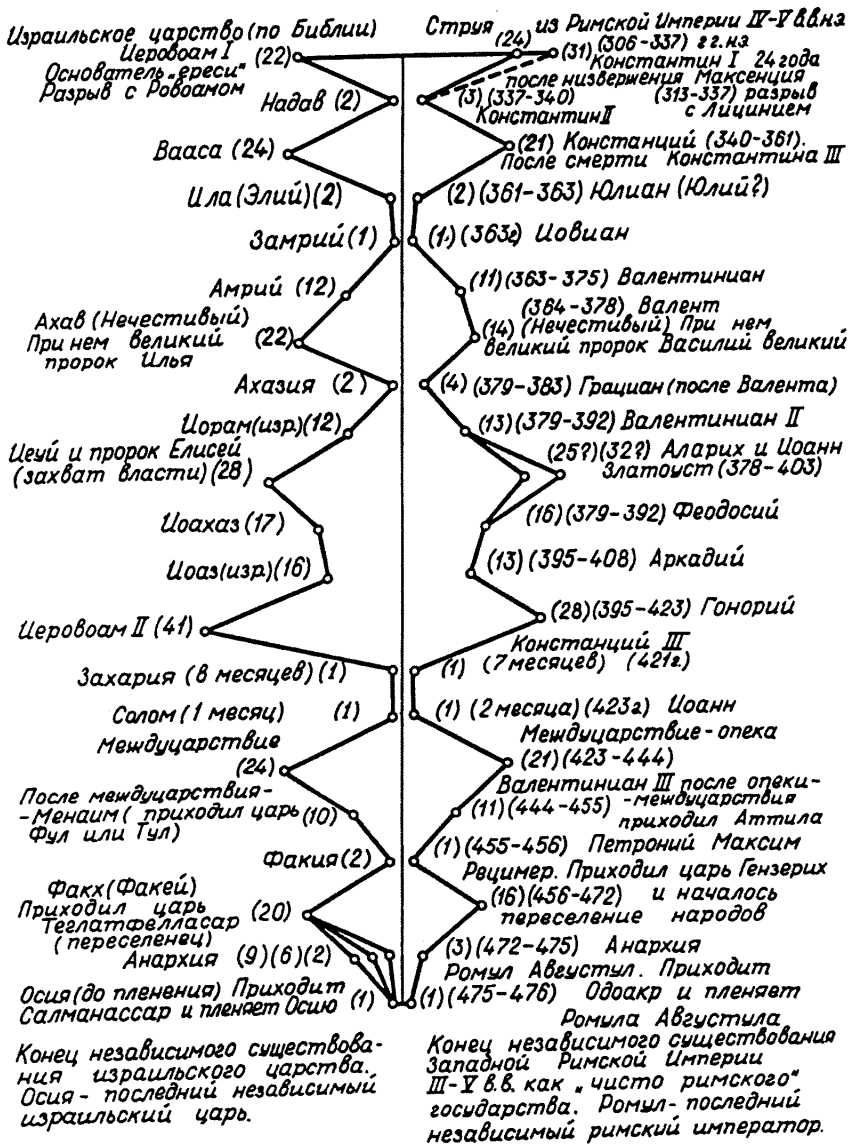 Израильское царство (по Библии)
Иеровоам I (22)
Основатель „ереси“
Разрыв с Ровоамом
Надав (2)
Вааса (24)
Ила (Элий) (2)
Замрий (1)
Амрий (12)
Ахав (Нечестивый)
При нем великий (22)
пророк Илья
Ахазия (2)
Иорам (изр.) (12)
Иеуй и пророк Елисей
(захват власти) (28)
Иоахаз (17)
Иоаз (изр.) (16)
Иеровоам II (41)
Захария (6 месяцев) (1)
Солом (1 месяц) (1)
Междуцарствие
(24)
После междуцарствия-
-Менаим ( приходил царь (10)
Фул или Тул)
Факия (2)
Факх (Факей)
Приходил царь (20)
Теглатфелласар
(переселенец)
Анархия (9) (6) (2)
Осия (до пленения) Приходит
Салманассар и пленяет Осию (1)
Конец независимого существова-
ния израильского царства.
Осия - последний независимый
израильский царь.
Струя из Римской Империи IV-V в.в.н.э.
(24) (31) (306-337) гг.н.э.
Константин I 24 года
после низвержения Максенция
(3) (337-340) (313-337) разрыв
Константин II с Лицинием
(21) Констанций (340-361).
После смерти Константина III
(2) (361-363) Юлиан (Юлий?)
(1) (363г) Иовиан
(11) (363-375) Валентиниан
(364-378) Валент
(14) (Нечестивый) При нем
великий пророк Василий великий
(4) (379-383) Грациан (после Валента)
(13) (379-392) Валентиниан II
(25?) (32?) Аларих и Иоанн
Златоуст (378-403)
(16) (379-392) Феодосий
(13) (395-408) Аркадий
(28) (395-423) Гонорий
Констанций III
(1) (7 месяцев) (421г.)
(1) (2 месяца) (423г) Иоанн
Междуцарствие-опека
(21) (423-444)
Валентиниан III после опеки-
(11) (444-455) -междуцарствия
приходил Аттила
(1) (455-456) Петроний Максим
Рецимер. Приходил царь Гензерих
(16) (456-472) и началось
переселение народов
(3) (472-475) Анархия
Ромул Августул. Приходит
(1) (475-476) Одоакр и пленяет
Ромула Августула
Конец независимого существования
Западной Римской Империи
III-V в.в. как „чисто римского“
государства. Ромул - последний
независимый римский император.